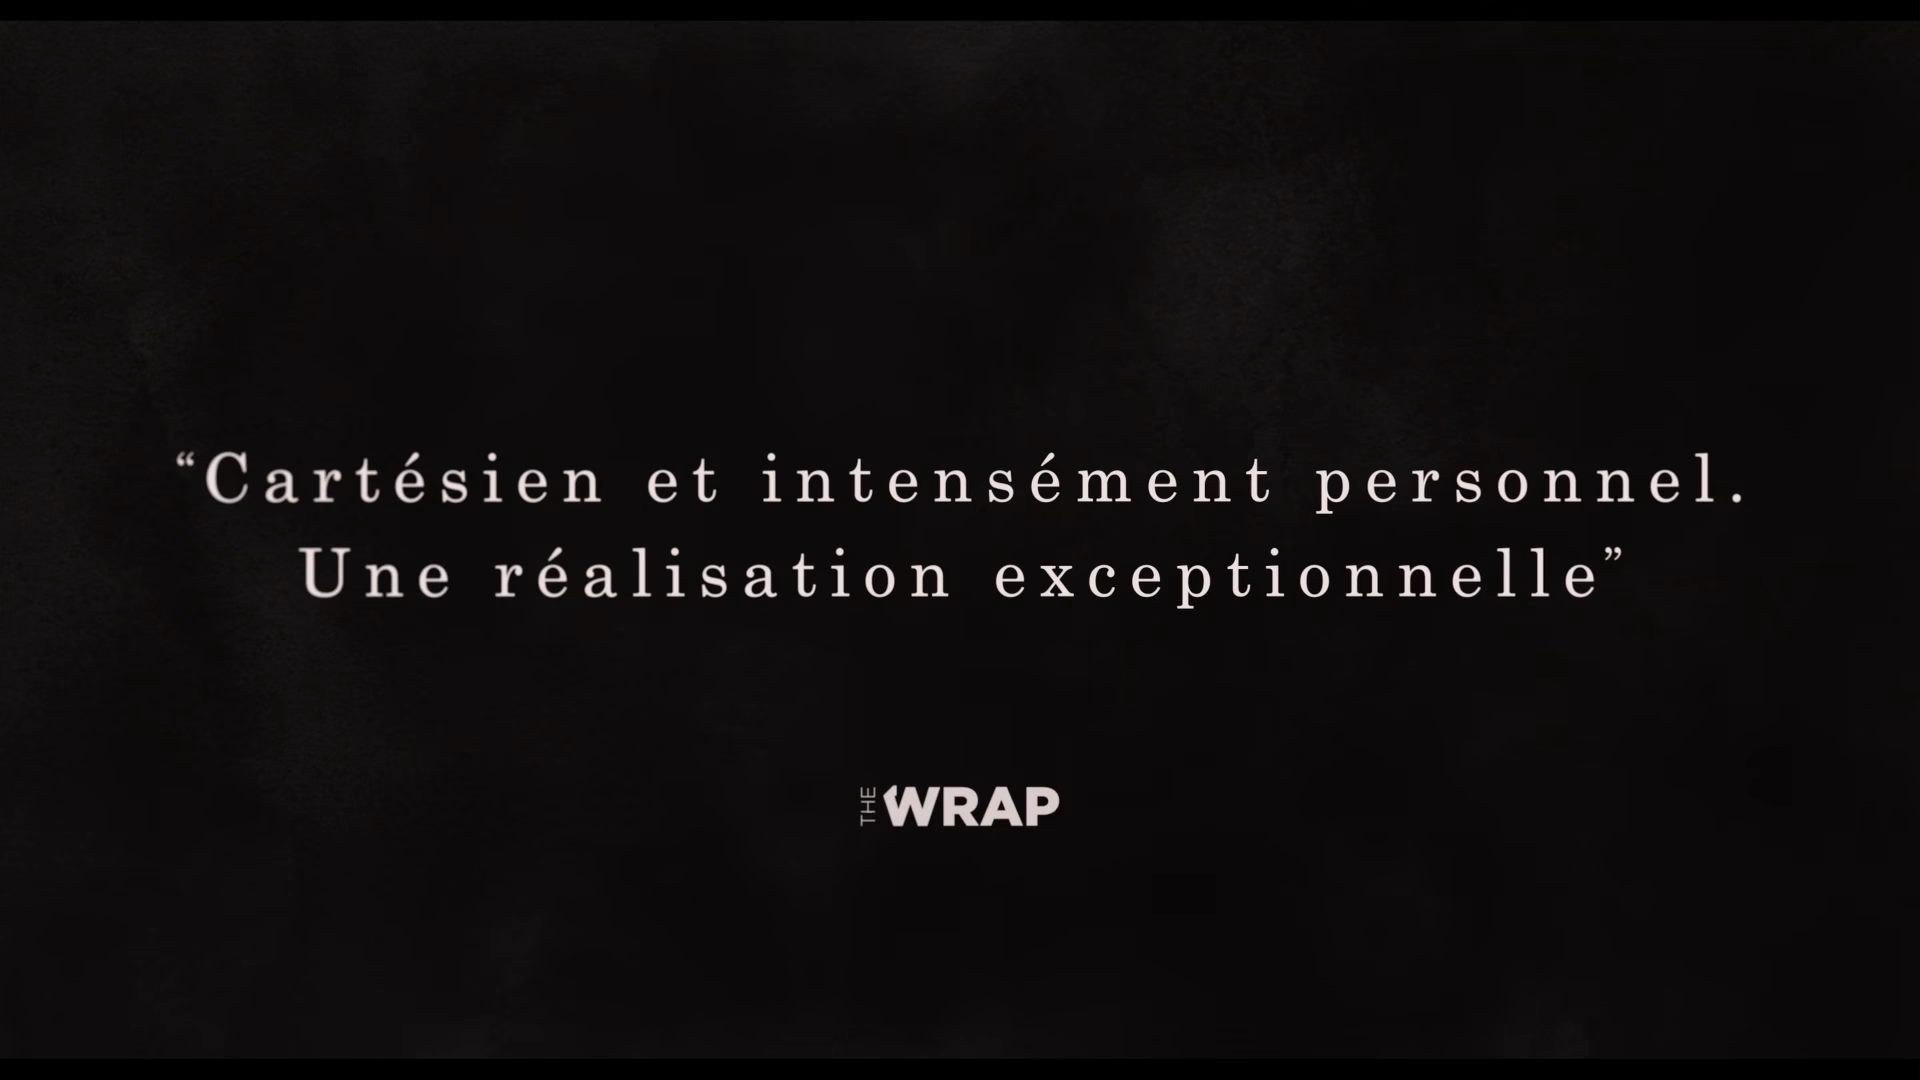 “Cartésien et intensément personnel.
Une réalisation exceptionnelle”
THE WRAP